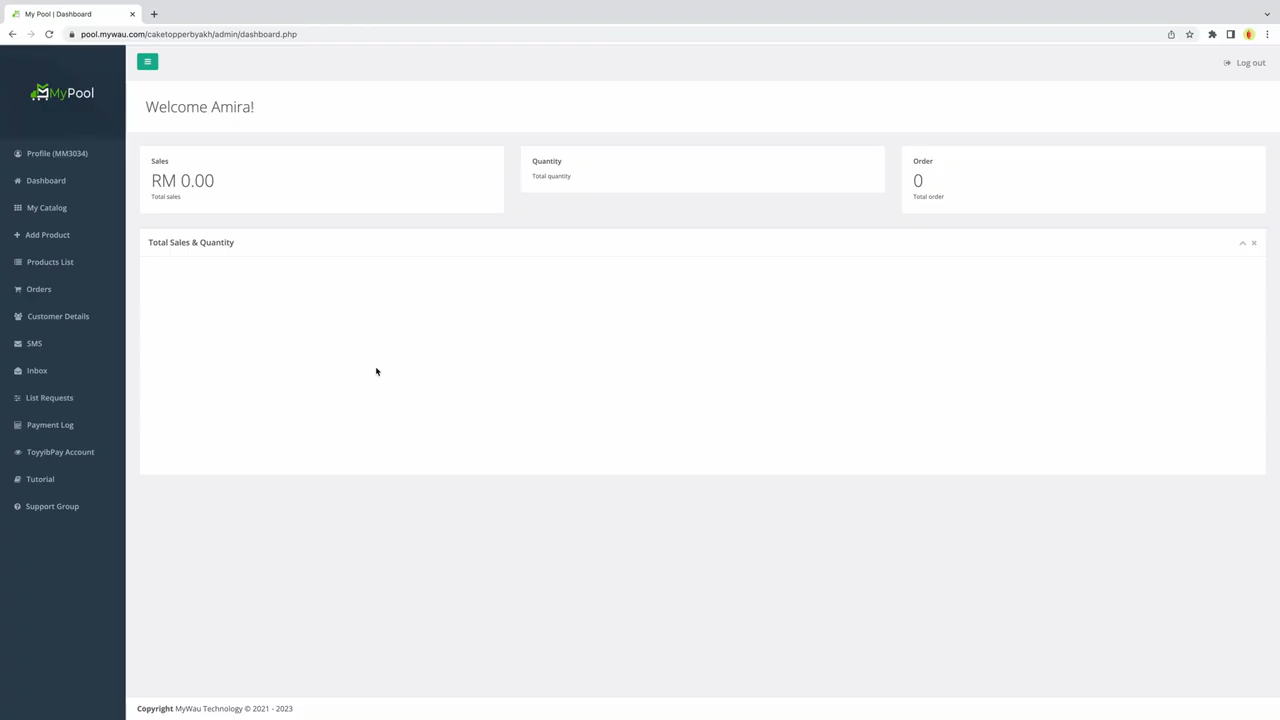 My Pool | Dashboard
pool.mywau.com/caketopperbyakh/admin/dashboard.php
MyPool
Log out
Welcome Amira!
Profile (MM3034)
Dashboard
My Catalog
Add Product
Products List
Orders
Customer Details
SMS
Inbox
List Requests
Payment Log
ToyyibPay Account
Tutorial
Support Group
Sales
RM 0.00
Total sales
Quantity
Total quantity
Order
0
Total order
Total Sales & Quantity
Copyright MyWau Technology © 2021 - 2023